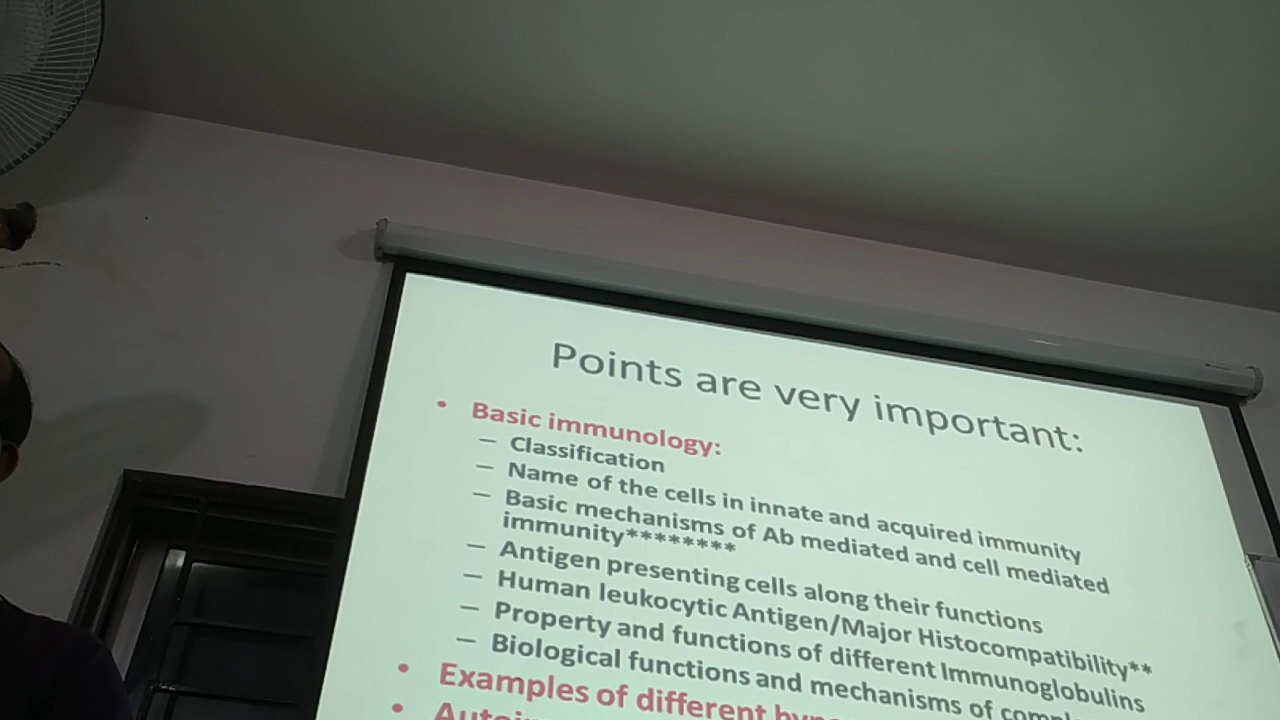 Points are very important:
• Basic immunology:
– Classification
– Name of the cells in innate and acquired immunity
– Basic mechanisms of Ab mediated and cell mediated
immunity********
– Antigen presenting cells along their functions
– Human leukocytic Antigen/Major Histocompatibility**
– Property and functions of different Immunoglobulins
– Biological functions and mechanisms of
• Examples of different
•